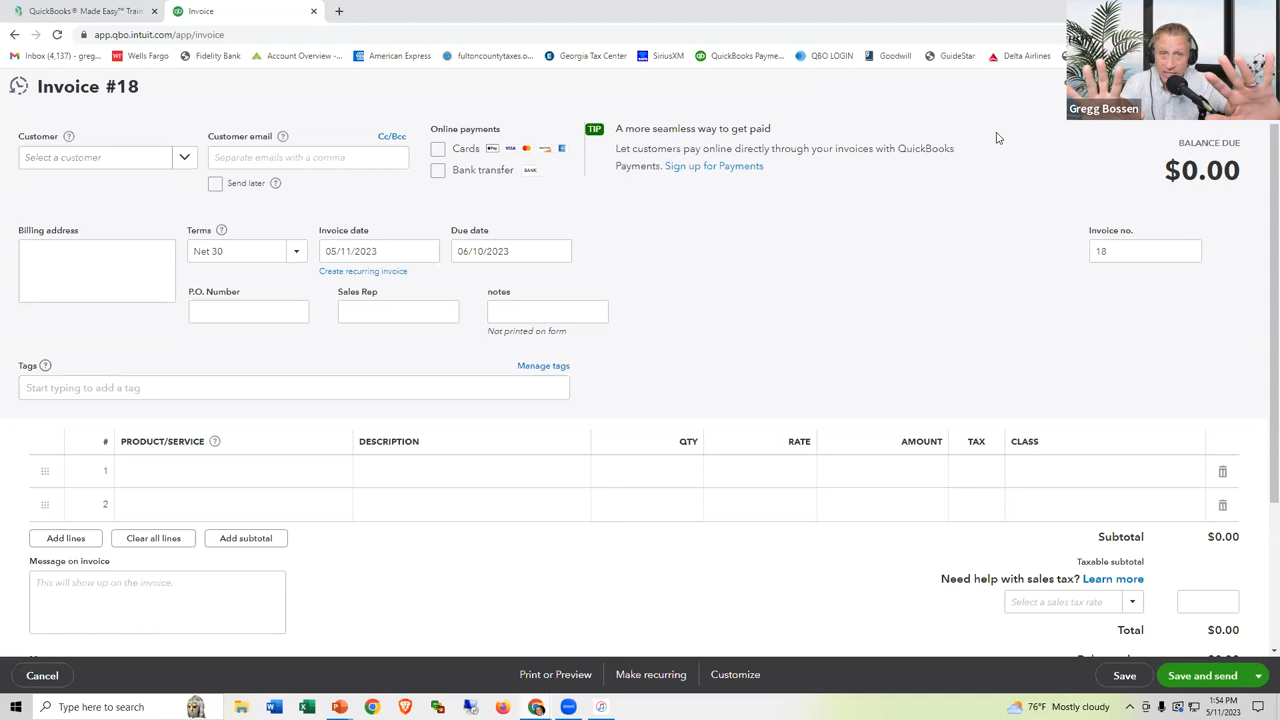 QuickBooks® Made Easy™ Train
Invoice
app.qbo.intuit.com/app/invoice
Inbox (4,137) - greg...
Wells Fargo
Fidelity Bank
Account Overview -...
American Express
fultoncountytaxes.co...
Georgia Tax Center
SiriusXM
QuickBooks Payme...
QBO LOGIN
Goodwill
GuideStar
Delta Airlines
Gregg Bossen
Invoice #18
Customer
Customer email
Cc/Bcc
Select a customer
Separate emails with a comma
Send later
Online payments
Cards
VISA
Bank transfer
BANK
TIP
A more seamless way to get paid
Let customers pay online directly through your invoices with QuickBooks
Payments. Sign up for Payments
BALANCE DUE
$0.00
Billing address
Terms
Invoice date
Due date
Invoice no.
Net 30
05/11/2023
06/10/2023
18
Create recurring invoice
P.O. Number
Sales Rep
notes
Not printed on form
Tags
Manage tags
Start typing to add a tag
# PRODUCT/SERVICE DESCRIPTION QTY RATE AMOUNT TAX CLASS
1
2
Add lines
Clear all lines
Add subtotal
Subtotal $0.00
Message on invoice
This will show up on the invoice.
Taxable subtotal
Need help with sales tax? Learn more
Select a sales tax rate
Total $0.00
Cancel
Print or Preview
Make recurring
Customize
Save
Save and send
Type here to search
76°F Mostly cloudy
1:54 PM
5/11/2023